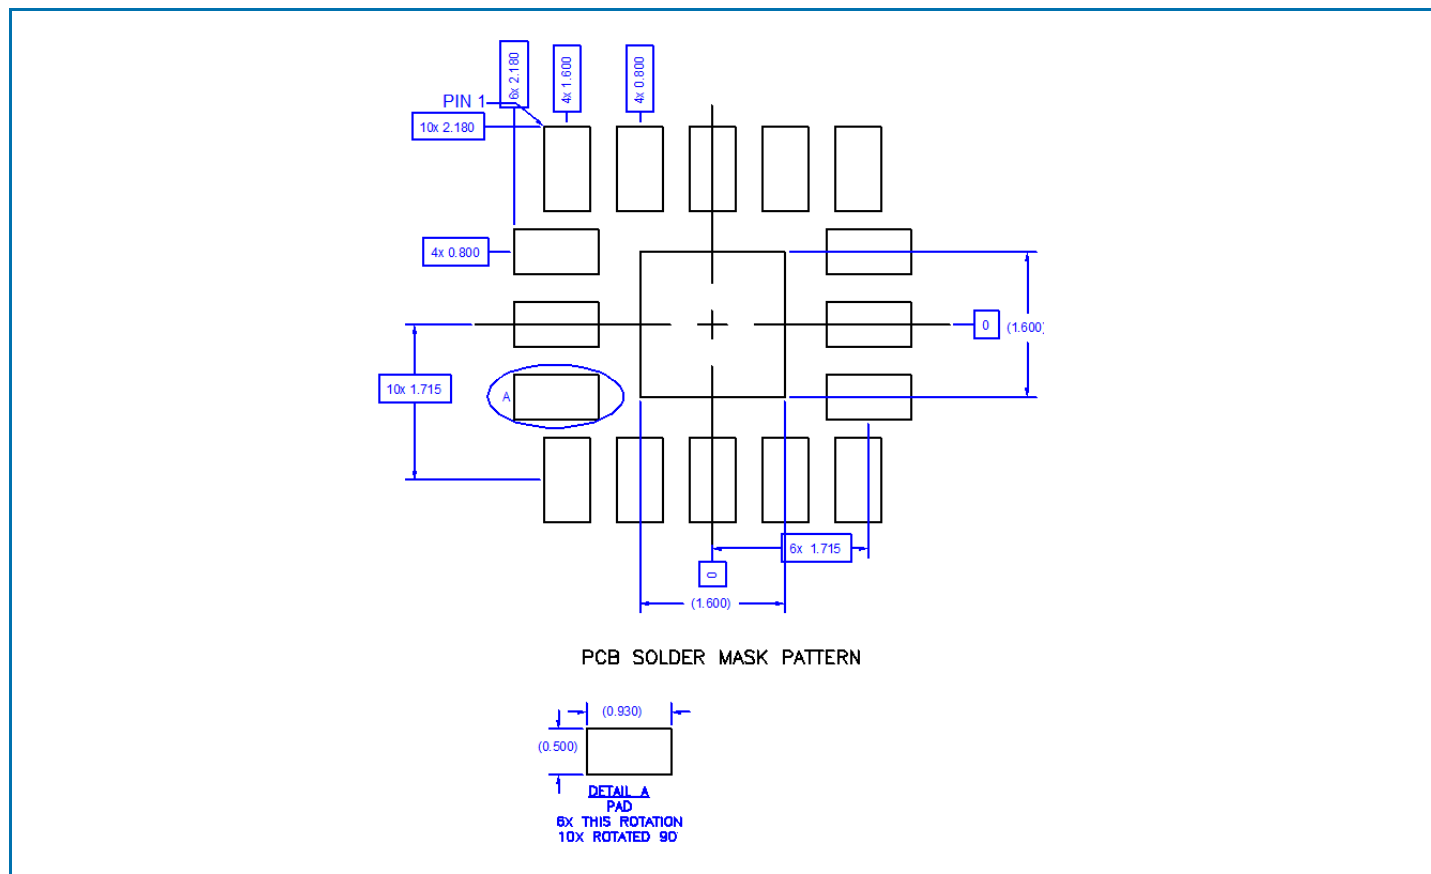 6x 2.180
4x 1.600
4x 0.800
PIN 1
10x 2.180
4x 0.800
0
(1.600)
10x 1.715
A
6x 1.715
0
(1.600)
PCB SOLDER MASK PATTERN
(0.930)
(0.500)
DETAIL A
PAD
6X THIS ROTATION
10X ROTATED 90